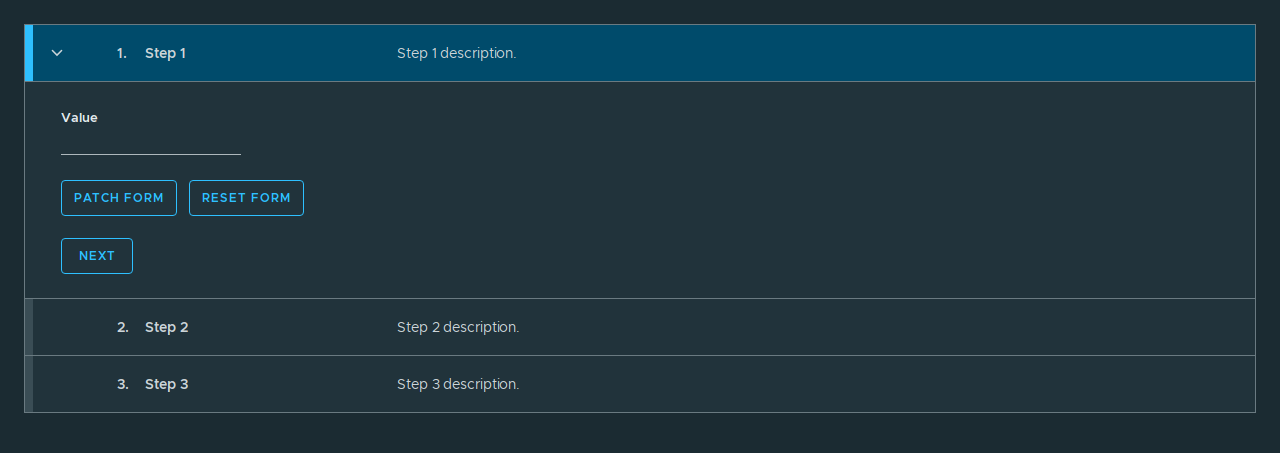 1. Step 1 Step 1 description.
Value
PATCH FORM RESET FORM
NEXT
2. Step 2 Step 2 description.
3. Step 3 Step 3 description.